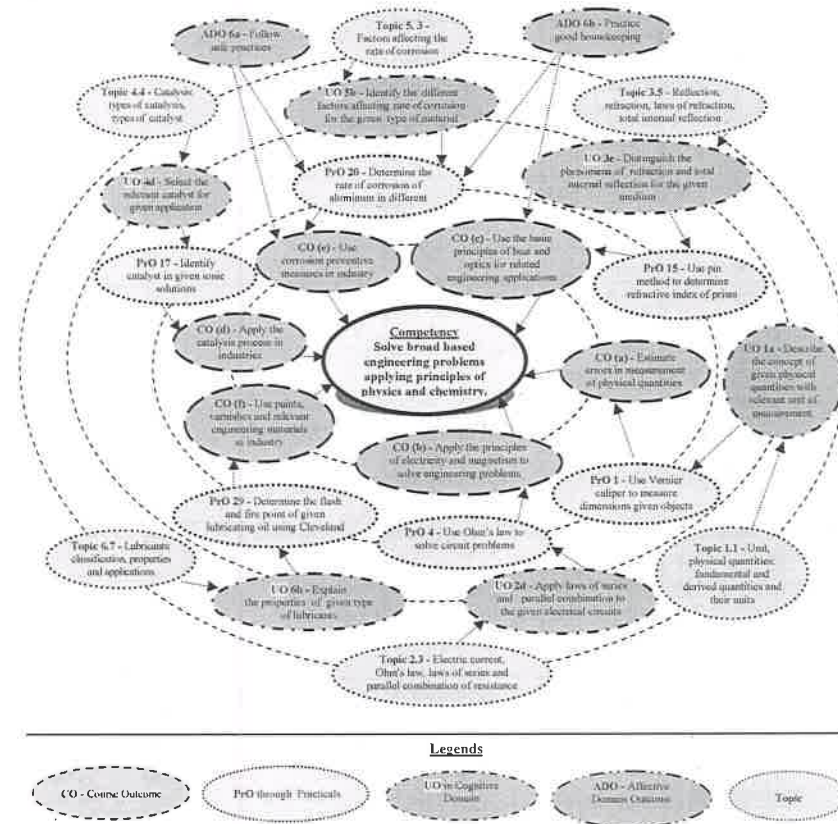 ADO 6a - Follow
safe practices
Topic 5, 3 -
Factors affecting the
rate of corrosion
ADO 6b - Practice
good housekeeping
Topic 4.4 - Catalysis,
types of catalysis,
types of catalyst
UO 5b - Identify the different
factors affecting rate of corrosion
for the given type of material
Topic 3.5 - Reflection,
refraction, laws of refraction,
total internal reflection
UO 4d - Select the
relevant catalyst for
given application
PrO 20 - Determine the
rate of corrosion of
aluminum in different
UO 3e - Distinguish the
phenomena of refraction and total
internal reflection for the given
medium
PrO 17 - Identify
catalyst in given some
solutions
CO (e) - Use
corrosion preventive
measures in industry
CO (c) - Use the basic
principles of heat and
optics for related
engineering applications
PrO 15 - Use pin
method to determine
refractive index of prism
CO (d) - Apply the
catalysis process in
industries
Competency
Solve broad based
engineering problems
applying principles of
physics and chemistry.
CO (a) - Estimate
errors in measurement
of physical quantities
UO 1a - Describe
the concept of
given physical
quantities with
relevant unit of
measurement
CO (f) - Use paints,
varnishes and relevant
engineering materials
in industry
CO (b) - Apply the principles
of electricity and magnetism to
solve engineering problems
PrO 29 - Determine the flash
and fire point of given
lubricating oil using Cleveland
PrO 4 - Use Ohm's law to
solve circuit problems
PrO 1 - Use Vernier
caliper to measure
dimensions given objects
Topic 6.7 - Lubricants:
classification, properties
and applications
UO 6h - Explain
the properties of given type
of lubricants
UO 2d - Apply laws of series
and parallel combination to
the given electrical circuits
Topic 1.1 - Unit,
physical quantities:
fundamental and
derived quantities and
their units
Topic 2.3 - Electric current,
Ohm's law, laws of series and
parallel combination of resistance
Legends
CO - Course Outcome
PrO through Practicals
UO in Cognitive
Domain
ADO - Affective
Domain Outcome
Topic